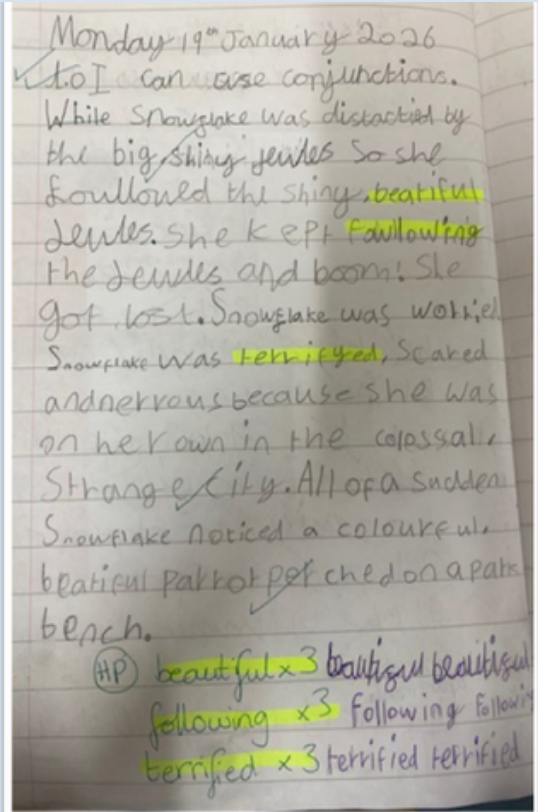 Monday 19th January 2026
t.o I can use conjunctions.
While Snowflake was distactied by
the big, shiny jewles so she
foullowed the shiny, beatiful
Jewles. she kept faullowing
the Jewles and boom! She
got lost. Snowflake was worried
Snowflake was terrifyed, scared
and nervous because she was
on her own in the colossal,
Strange city. All of a sudden
Snowflake noticed a colourful,
beatiful parrot perched on a park
bench.
HP beautiful x3 beautiful beautiful
following x3 following following
terrified x3 terrified terrified